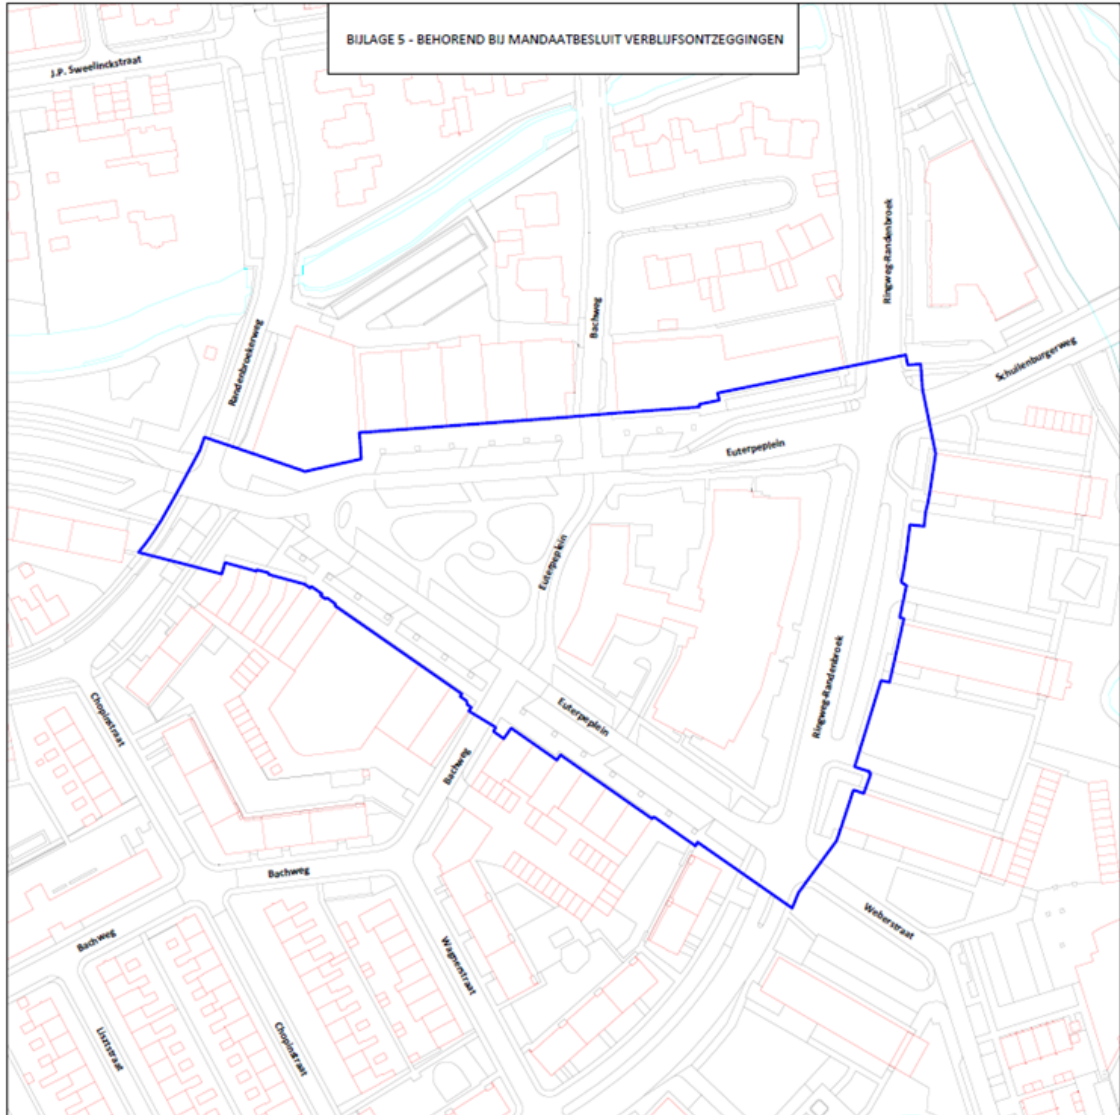 BIJLAGE 5 - BEHOREND BIJ MANDAATBESLUIT VERBLIJFSONTZEGGINGEN
J.P. Sweelinckstraat
Ringweg-Randenbroek
Bachweg
Randenbroekerweg
Schuilenburgerweg
Euterpeplein
Euterpeplein
Ringweg-Randenbroek
Chopinstraat
Euterpeplein
Bachweg
Bachweg
Weberstraat
Bachweg
Wagnerstraat
Lisztstraat
Chopinstraat